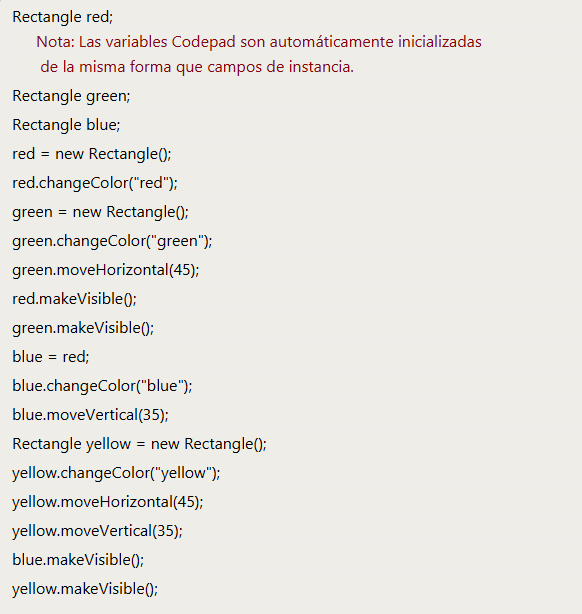 Rectangle red;
Nota: Las variables Codepad son automáticamente inicializadas
de la misma forma que campos de instancia.
Rectangle green;
Rectangle blue;
red = new Rectangle();
red.changeColor("red");
green = new Rectangle();
green.changeColor("green");
green.moveHorizontal(45);
red.makeVisible();
green.makeVisible();
blue = red;
blue.changeColor("blue");
blue.moveVertical(35);
Rectangle yellow = new Rectangle();
yellow.changeColor("yellow");
yellow.moveHorizontal(45);
yellow.moveVertical(35);
blue.makeVisible();
yellow.makeVisible();